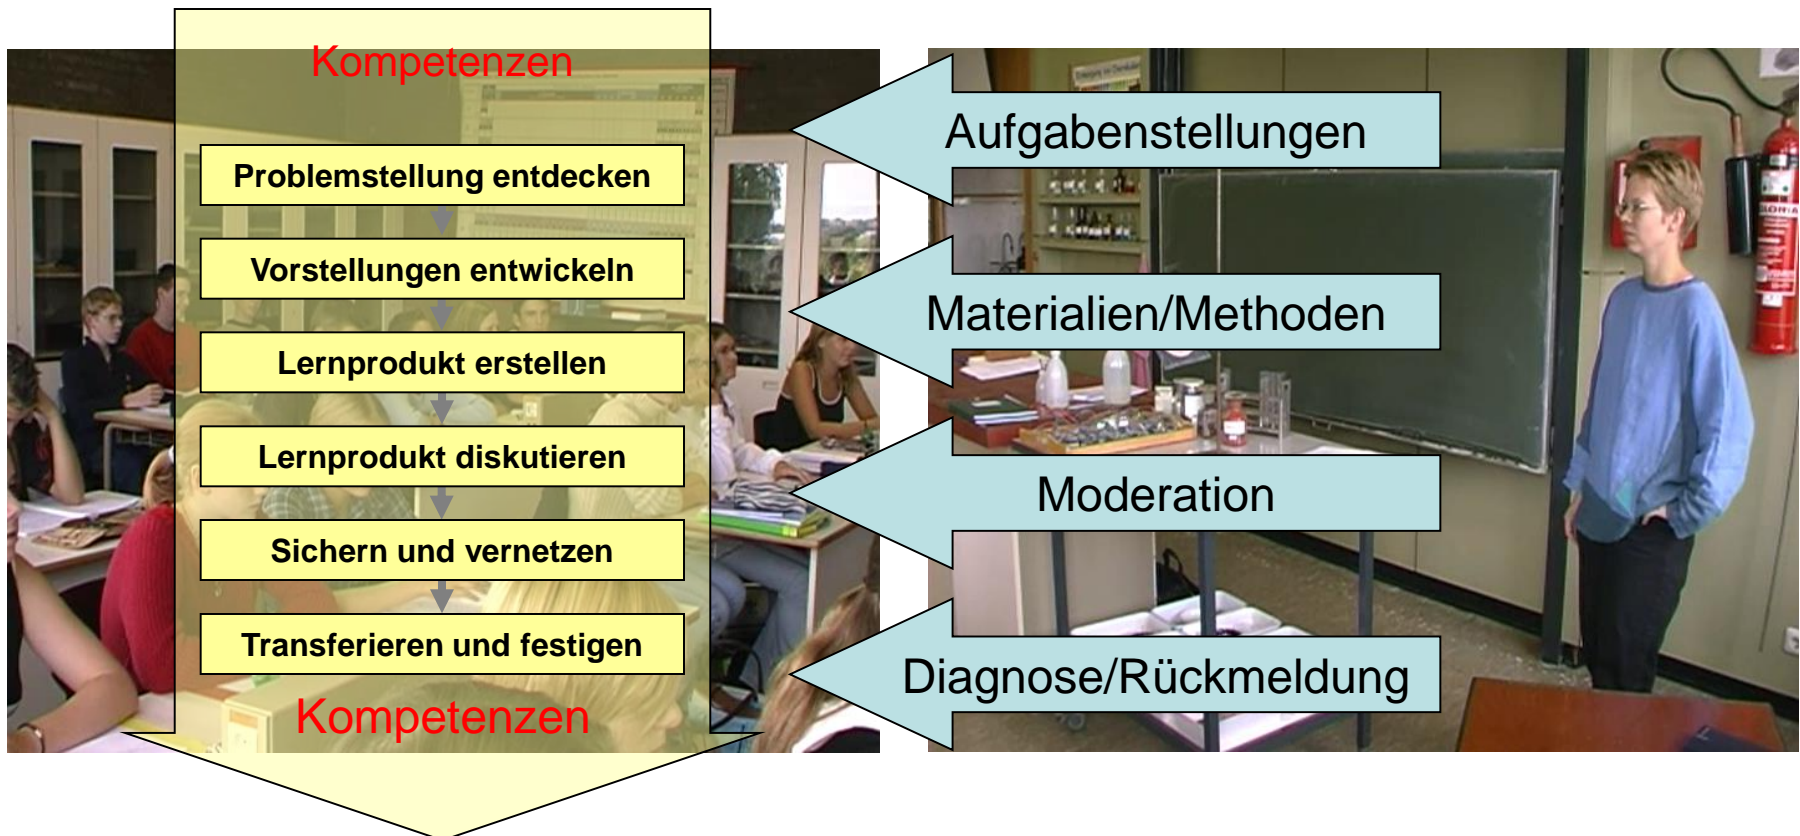 Kompetenzen
Problemstellung entdecken
Vorstellungen entwickeln
Lernprodukt erstellen
Lernprodukt diskutieren
Sichern und vernetzen
Transferieren und festigen
Kompetenzen
Aufgabenstellungen
Materialien/Methoden
Moderation
Diagnose/Rückmeldung